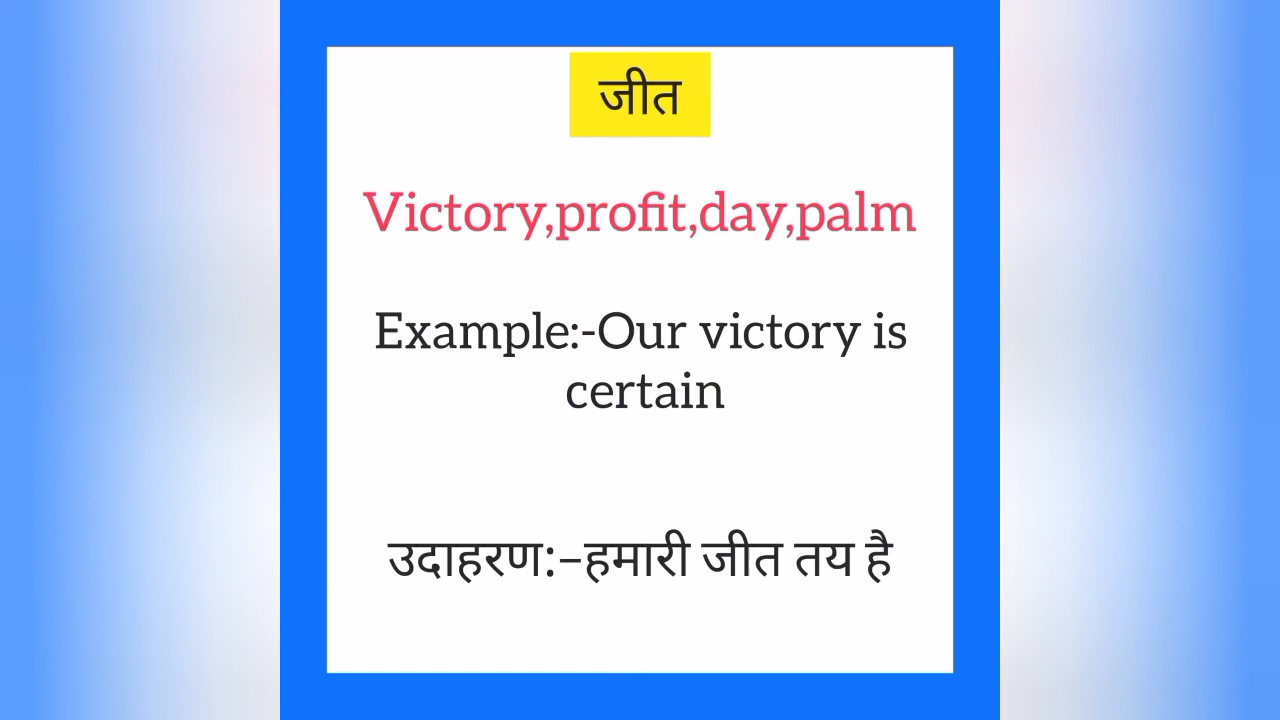 जीत
Victory,profit,day,palm
Example:-Our victory is
certain
उदाहरण:–हमारी जीत तय है